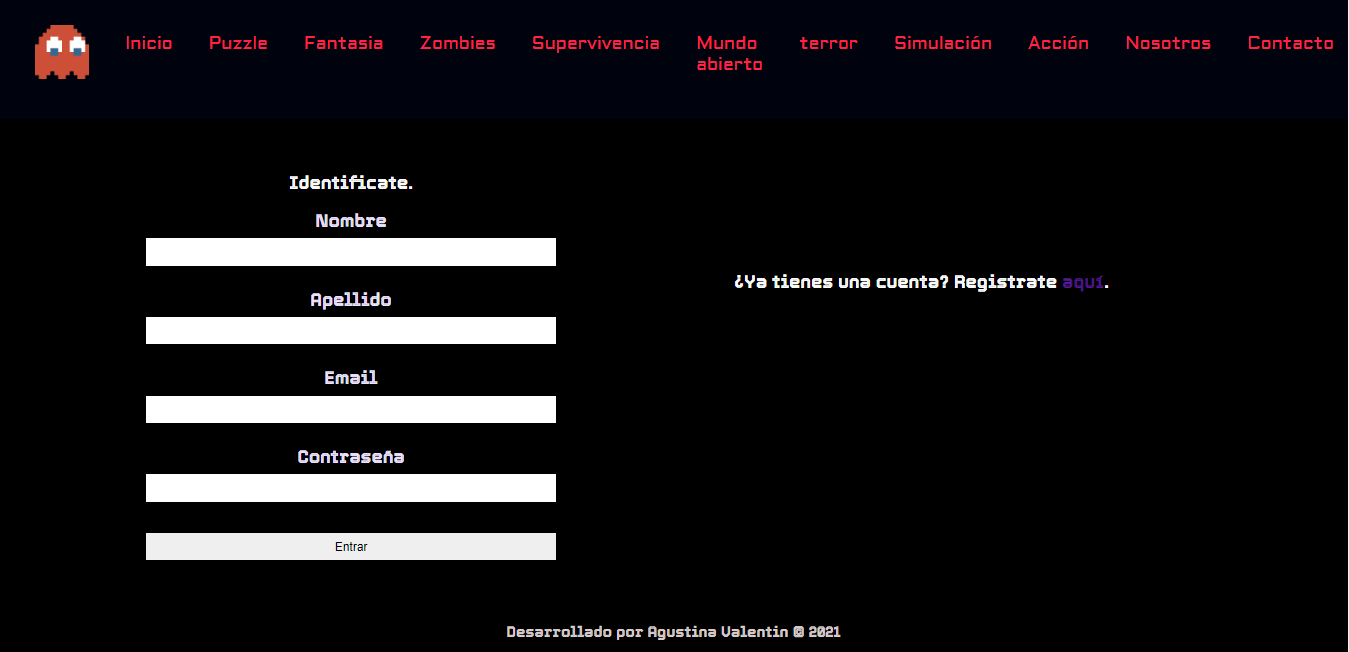 Inicio Puzzle Fantasia Zombies Supervivencia Mundo abierto terror Simulación Acción Nosotros Contacto
Identificate.
Nombre
Apellido
Email
Contraseña
Entrar
¿Ya tienes una cuenta? Registrate aquí.
Desarrollado por Agustina Valentin © 2021